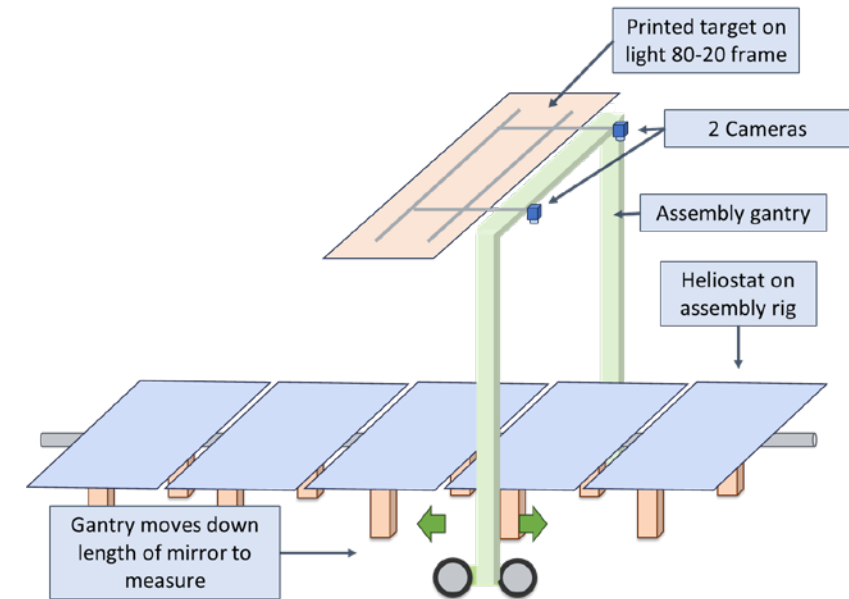 Printed target on
light 80-20 frame
2 Cameras
Assembly gantry
Heliostat on
assembly rig
Gantry moves down
length of mirror to
measure